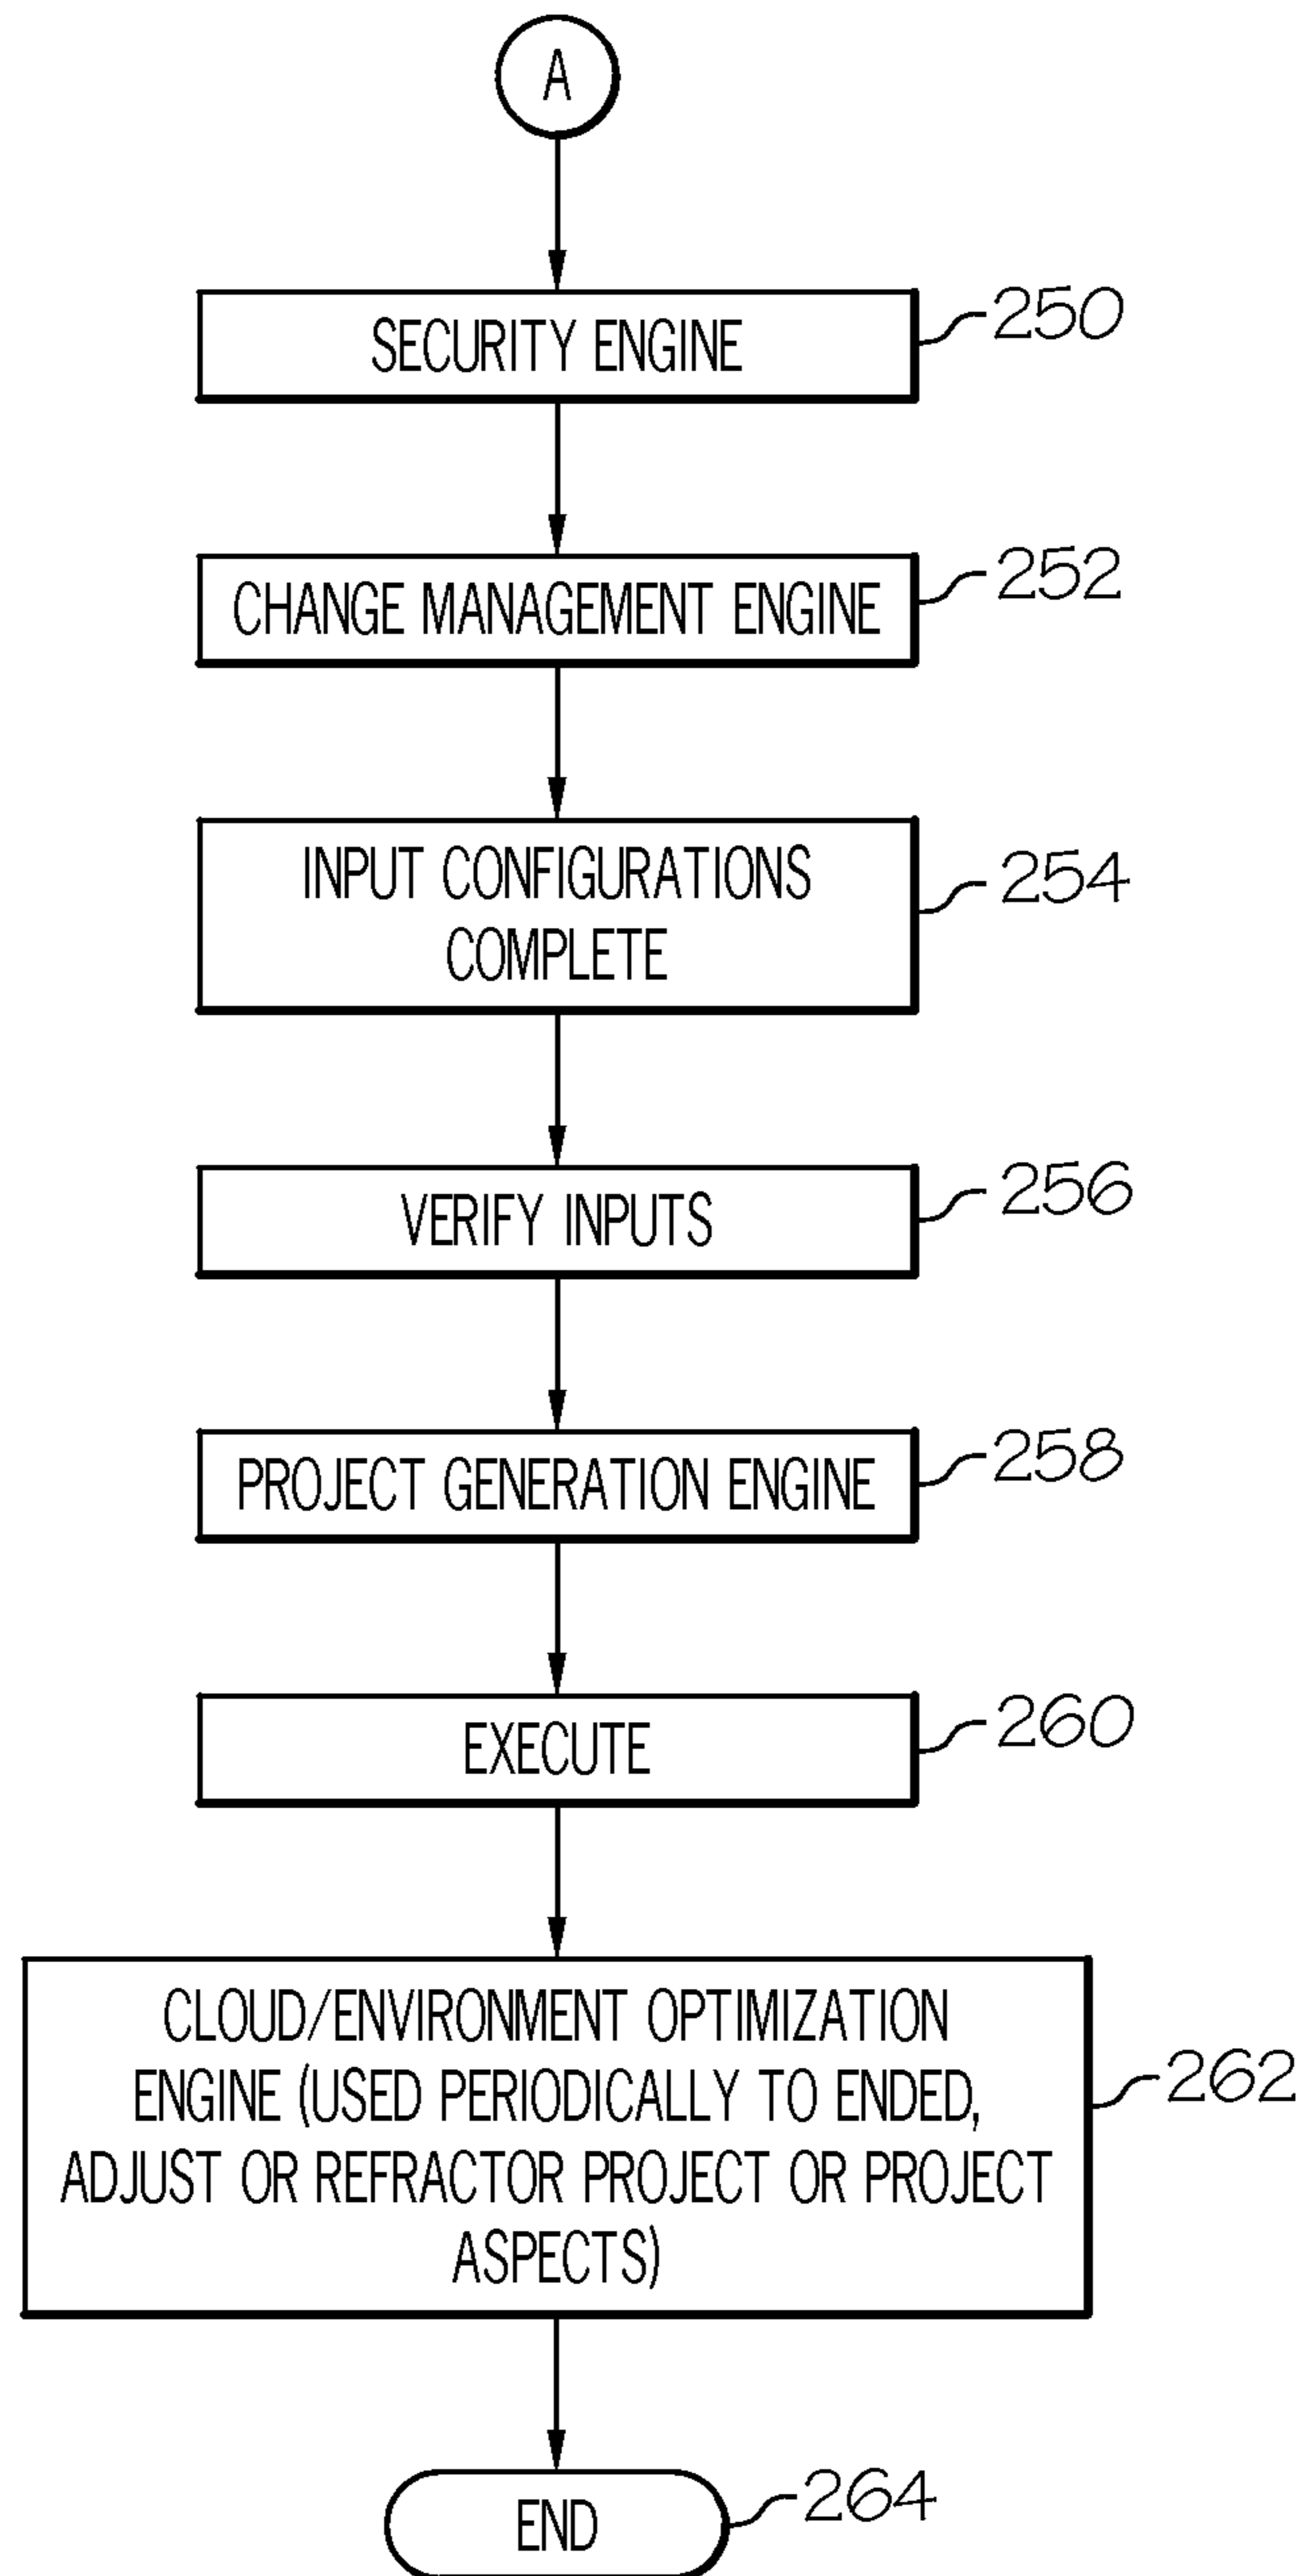 A
SECURITY ENGINE
250
CHANGE MANAGEMENT ENGINE
252
INPUT CONFIGURATIONS
COMPLETE
254
VERIFY INPUTS
256
PROJECT GENERATION ENGINE
258
EXECUTE
260
CLOUD/ENVIRONMENT OPTIMIZATION
ENGINE (USED PERIODICALLY TO ENDED,
ADJUST OR REFRACTOR PROJECT OR PROJECT
ASPECTS)
262
END
264